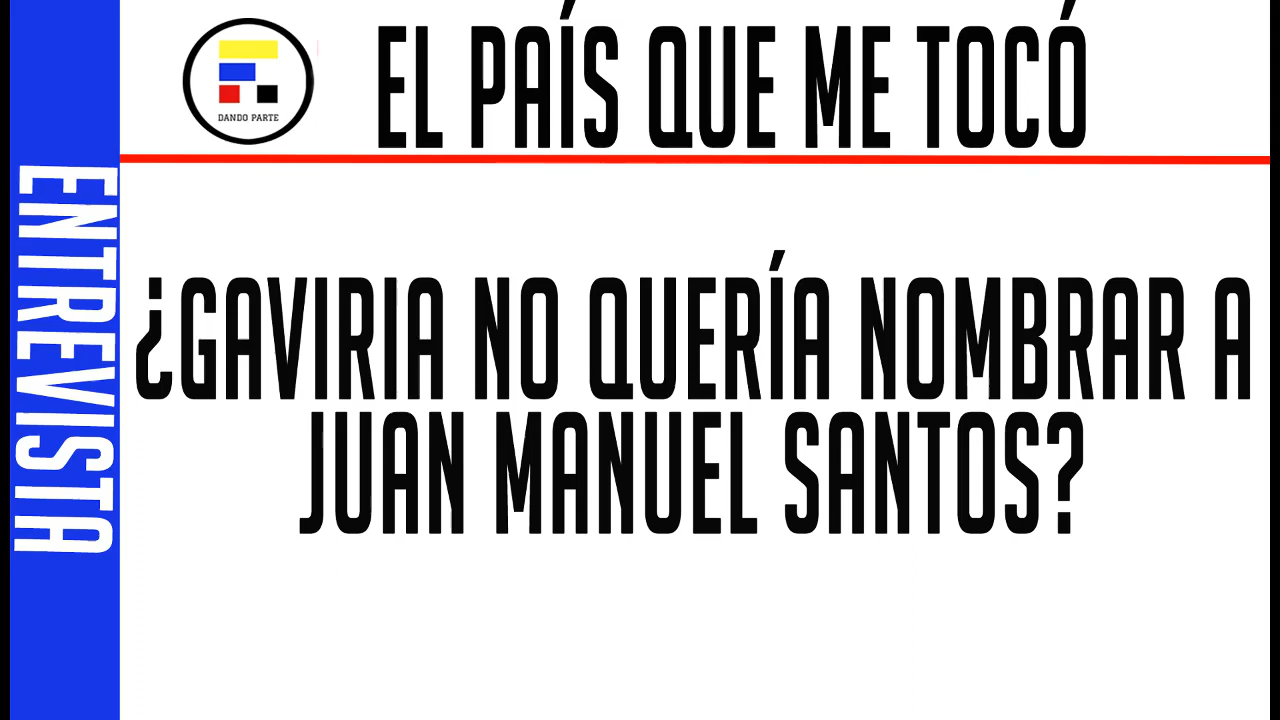 DANDO PARTE
EL PAÍS QUE ME TOCÓ
ENTREVISTA
¿GAVIRIA NO QUERÍA NOMBRAR A
JUAN MANUEL SANTOS?